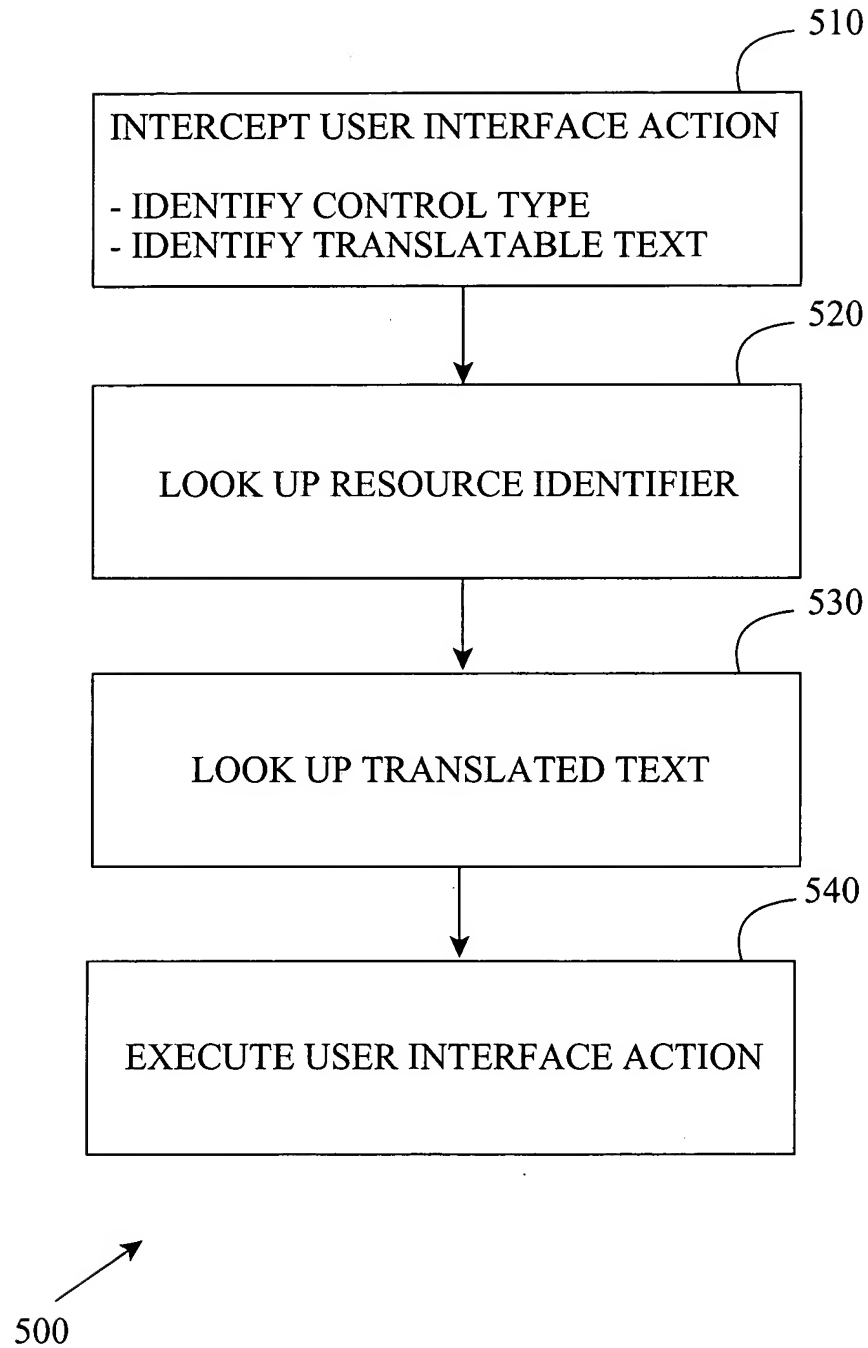 510
INTERCEPT USER INTERFACE ACTION
- IDENTIFY CONTROL TYPE
- IDENTIFY TRANSLATABLE TEXT
520
LOOK UP RESOURCE IDENTIFIER
530
LOOK UP TRANSLATED TEXT
540
EXECUTE USER INTERFACE ACTION
500